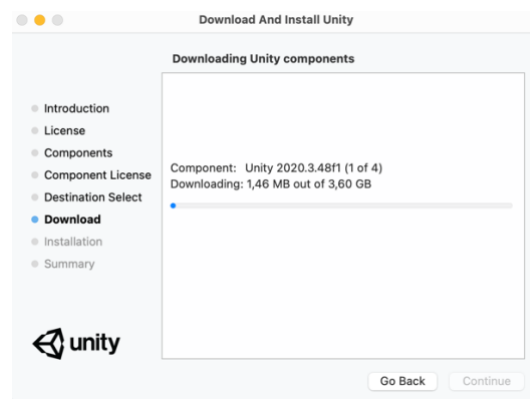 Download And Install Unity
Downloading Unity components
Introduction
License
Components
Component License
Destination Select
Download
Installation
Summary
Component: Unity 2020.3.48f1 (1 of 4)
Downloading: 1,46 MB out of 3,60 GB
unity
Go Back
Continue